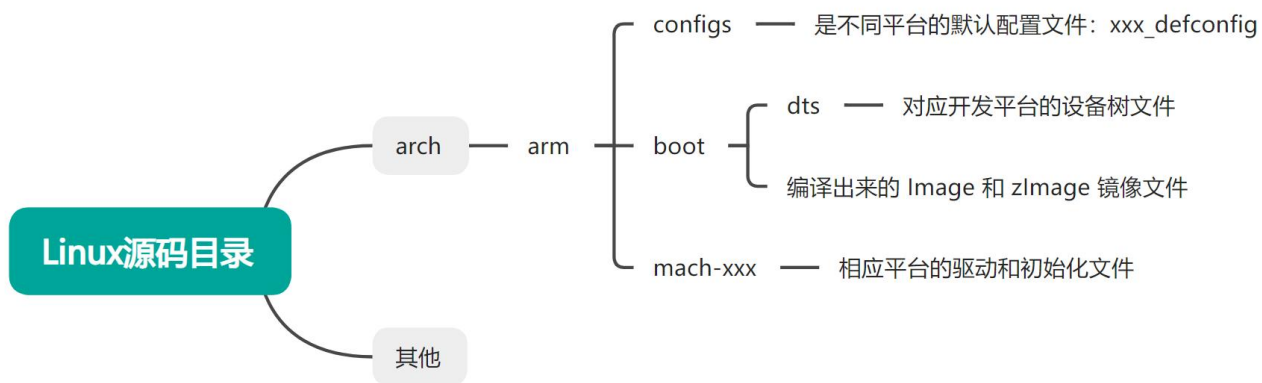 Linux源码目录
arch
arm
configs
是不同平台的默认配置文件：xxx_defconfig
boot
dts
对应开发平台的设备树文件
编译出来的 Image 和 zImage 镜像文件
mach-xxx
相应平台的驱动和初始化文件
其他